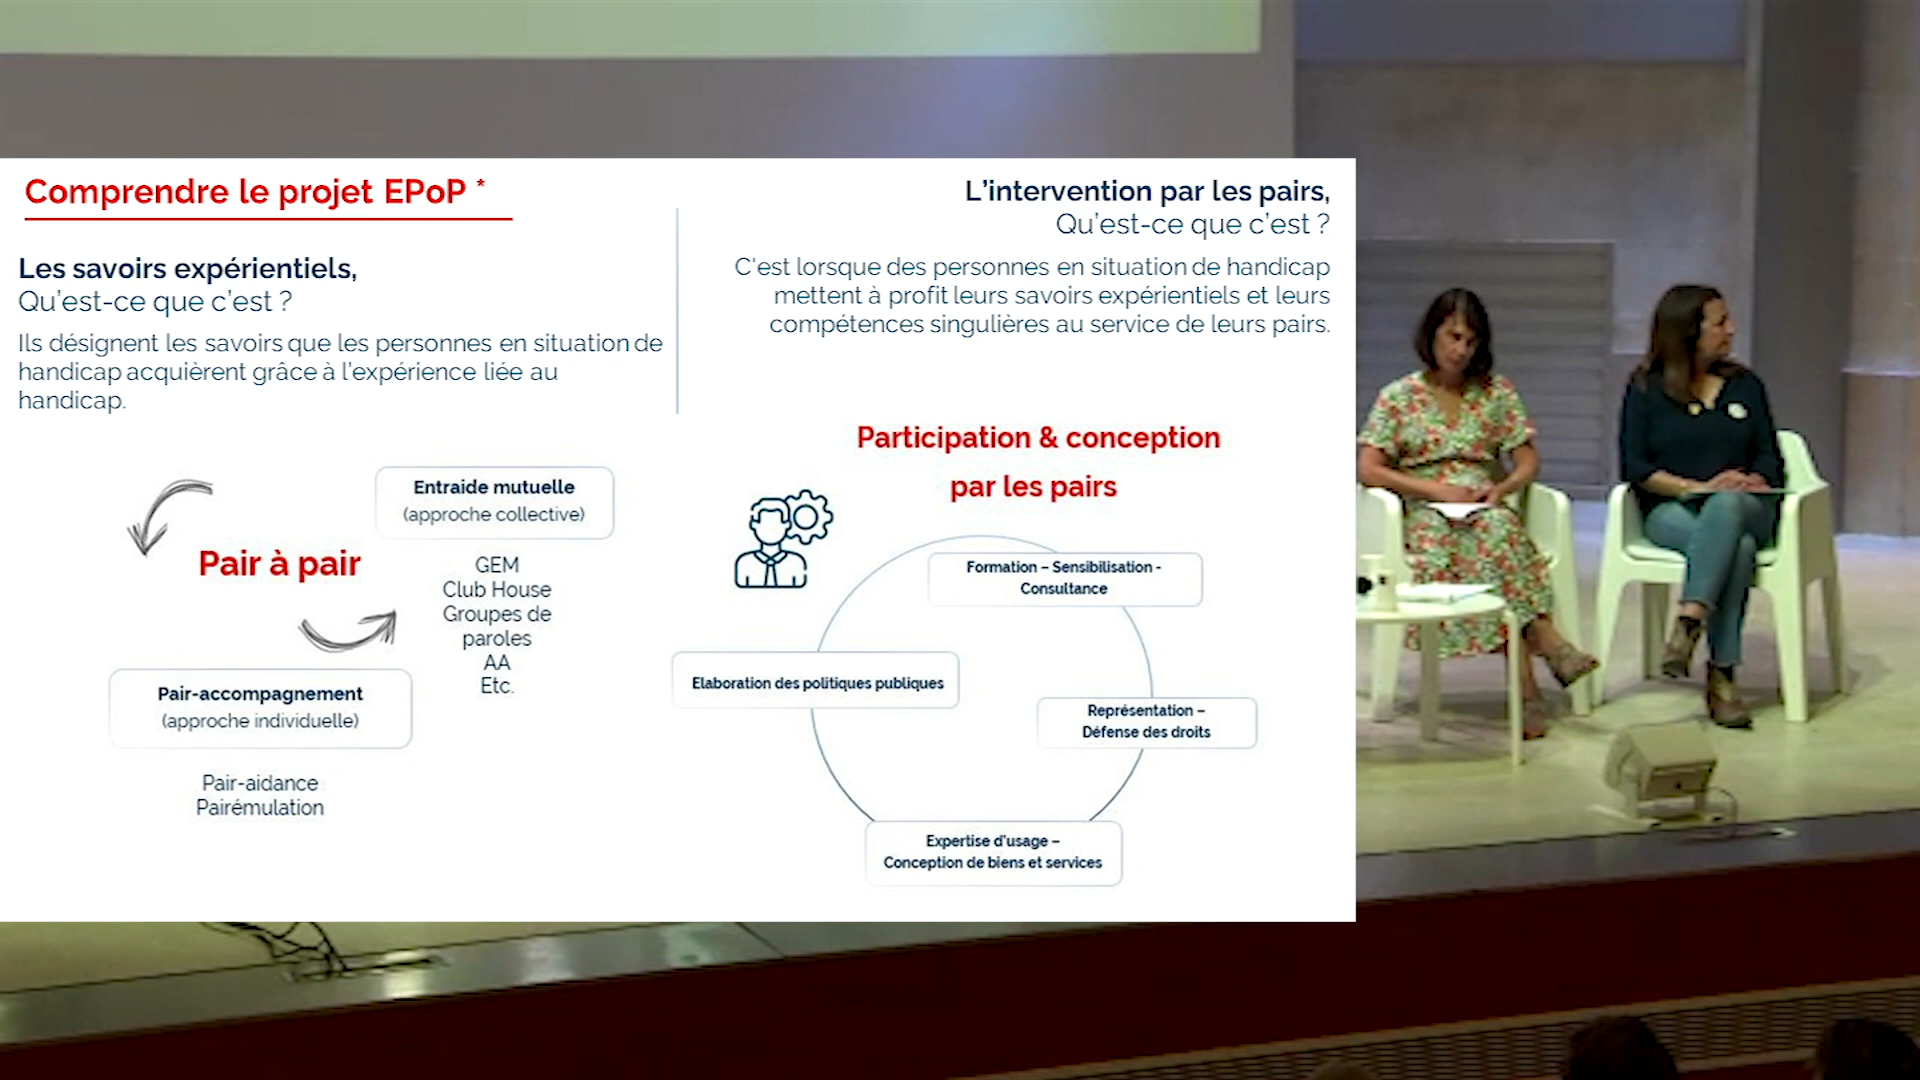 Comprendre le projet EPoP *
Les savoirs expérientiels,
Qu'est-ce que c'est ?
Ils désignent les savoirs que les personnes en situation de
handicap acquièrent grâce à l'expérience liée au
handicap.
L'intervention par les pairs,
Qu'est-ce que c'est ?
C'est lorsque des personnes en situation de handicap
mettent à profit leurs savoirs expérientiels et leurs
compétences singulières au service de leurs pairs.
Pair à pair
Entraide mutuelle
(approche collective)
GEM
Club House
Groupes de
paroles
AA
Etc.
Pair-accompagnement
(approche individuelle)
Pair-aidance
Pairémulation
Participation & conception
par les pairs
Formation – Sensibilisation -
Consultance
Elaboration des politiques publiques
Représentation –
Défense des droits
Expertise d'usage –
Conception de biens et services